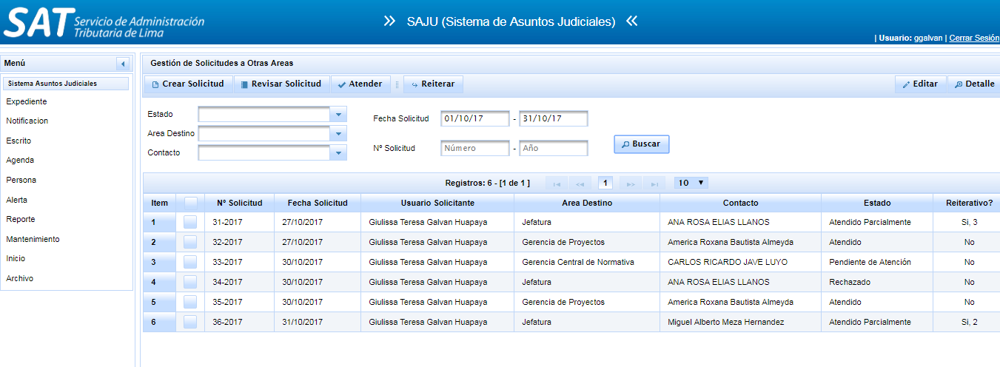 SAT Servicio de Administración
Tributaria de Lima
SAJU (Sistema de Asuntos Judiciales)
| Usuario: ggalvan | Cerrar Sesión
Menú
Sistema Asuntos Judiciales
Expediente
Notificacion
Escrito
Agenda
Persona
Alerta
Reporte
Mantenimiento
Inicio
Archivo
Gestión de Solicitudes a Otras Areas
Crear Solicitud Revisar Solicitud Atender Reiterar Editar Detalle
Estado
Area Destino
Contacto
Fecha Solicitud 01/10/17 - 31/10/17
Nº Solicitud Número - Año
Buscar
Registros: 6 - [1 de 1 ] 1 10
Item Nº Solicitud Fecha Solicitud Usuario Solicitante Area Destino Contacto Estado Reiterativo?
1 31-2017 27/10/2017 Giulissa Teresa Galvan Huapaya Jefatura ANA ROSA ELIAS LLANOS Atendido Parcialmente Si, 3
2 32-2017 27/10/2017 Giulissa Teresa Galvan Huapaya Gerencia de Proyectos America Roxana Bautista Almeyda Atendido No
3 33-2017 30/10/2017 Giulissa Teresa Galvan Huapaya Gerencia Central de Normativa CARLOS RICARDO JAVE LUYO Pendiente de Atención No
4 34-2017 30/10/2017 Giulissa Teresa Galvan Huapaya Jefatura ANA ROSA ELIAS LLANOS Rechazado No
5 35-2017 30/10/2017 Giulissa Teresa Galvan Huapaya Gerencia de Proyectos America Roxana Bautista Almeyda Atendido No
6 36-2017 31/10/2017 Giulissa Teresa Galvan Huapaya Jefatura Miguel Alberto Meza Hernandez Atendido Parcialmente Si, 2